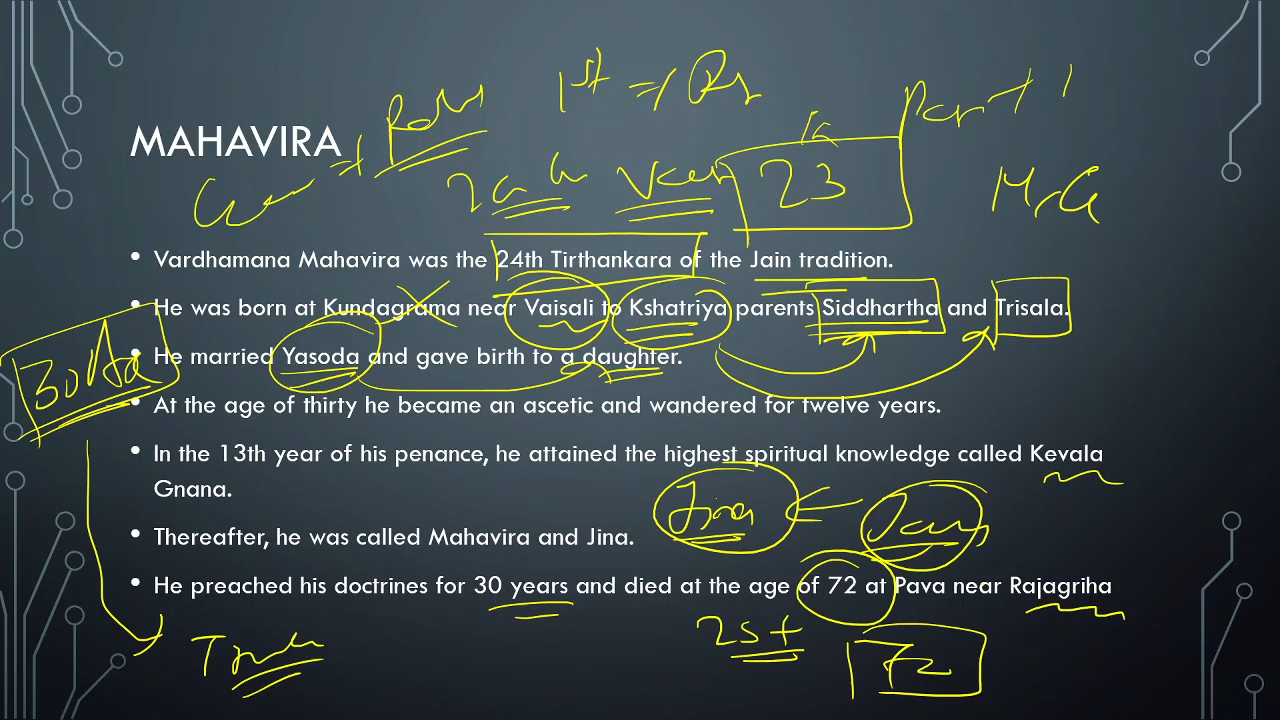 1st ⇒ Rs
MAHAVIRA
23
• Vardhamana Mahavira was the 24th Tirthankara of the Jain tradition.
• He was born at Kundagrama near Vaisali to Kshatriya parents Siddhartha and Trisala.
• He married Yasoda and gave birth to a daughter.
• At the age of thirty he became an ascetic and wandered for twelve years.
• In the 13th year of his penance, he attained the highest spiritual knowledge called Kevala
Gnana.
Jina
• Thereafter, he was called Mahavira and Jina.
• He preached his doctrines for 30 years and died at the age of 72 at Pava near Rajagriha
72